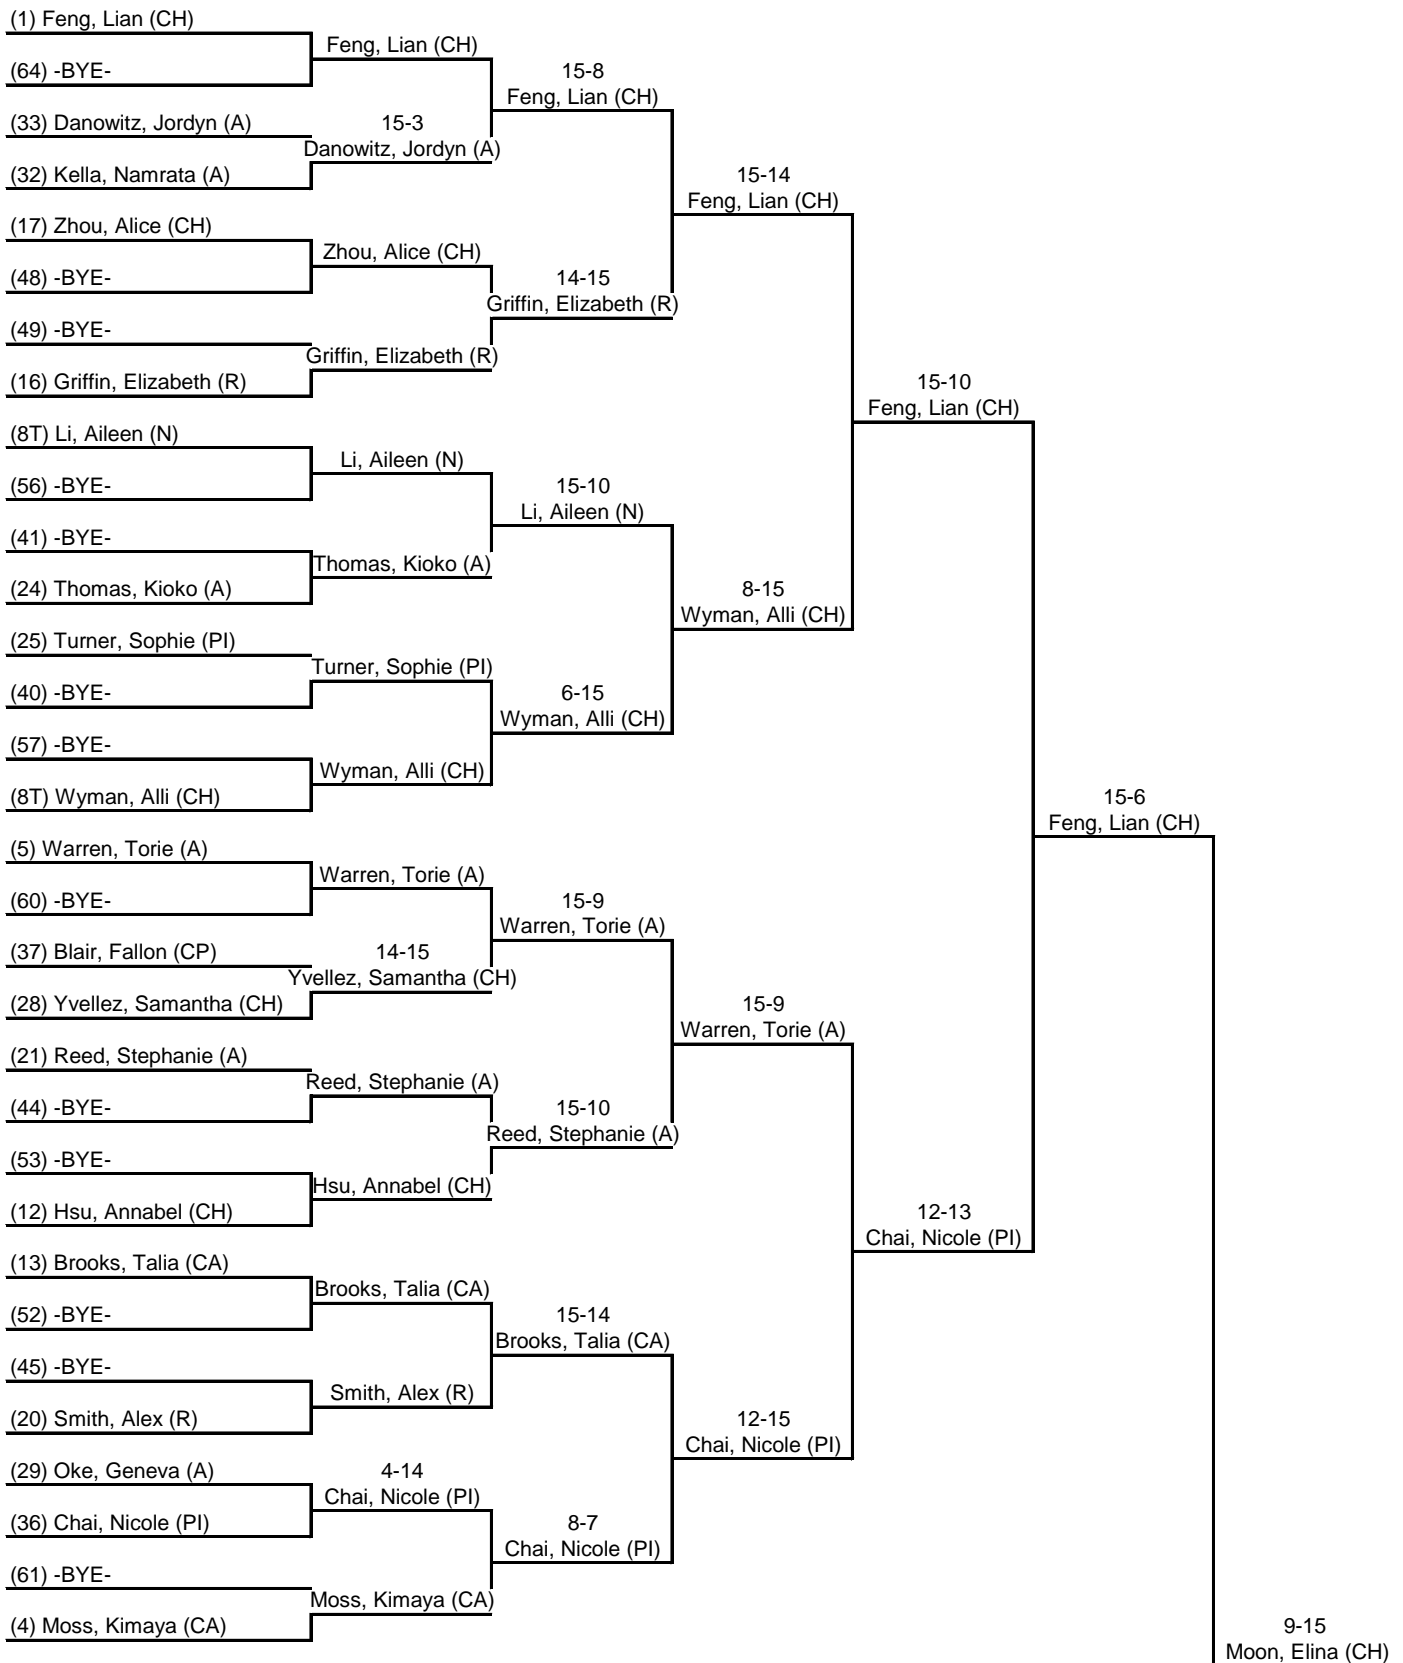 (1) Feng, Lian (CH)
Feng, Lian (CH)
(64) -BYE-
15-8
Feng, Lian (CH)
(33) Danowitz, Jordyn (A)
15-3
Danowitz, Jordyn (A)
(32) Kella, Namrata (A)
15-14
Feng, Lian (CH)
(17) Zhou, Alice (CH)
Zhou, Alice (CH)
(48) -BYE-
14-15
Griffin, Elizabeth (R)
(49) -BYE-
Griffin, Elizabeth (R)
(16) Griffin, Elizabeth (R)
15-10
Feng, Lian (CH)
(8T) Li, Aileen (N)
Li, Aileen (N)
(56) -BYE-
15-10
Li, Aileen (N)
(41) -BYE-
Thomas, Kioko (A)
(24) Thomas, Kioko (A)
8-15
Wyman, Alli (CH)
(25) Turner, Sophie (PI)
Turner, Sophie (PI)
(40) -BYE-
6-15
Wyman, Alli (CH)
(57) -BYE-
Wyman, Alli (CH)
(8T) Wyman, Alli (CH)
15-6
Feng, Lian (CH)
(5) Warren, Torie (A)
Warren, Torie (A)
(60) -BYE-
15-9
Warren, Torie (A)
(37) Blair, Fallon (CP)
14-15
Yvellez, Samantha (CH)
(28) Yvellez, Samantha (CH)
15-9
Warren, Torie (A)
(21) Reed, Stephanie (A)
Reed, Stephanie (A)
(44) -BYE-
15-10
Reed, Stephanie (A)
(53) -BYE-
Hsu, Annabel (CH)
(12) Hsu, Annabel (CH)
12-13
Chai, Nicole (PI)
(13) Brooks, Talia (CA)
Brooks, Talia (CA)
(52) -BYE-
15-14
Brooks, Talia (CA)
(45) -BYE-
Smith, Alex (R)
(20) Smith, Alex (R)
12-15
Chai, Nicole (PI)
(29) Oke, Geneva (A)
4-14
Chai, Nicole (PI)
(36) Chai, Nicole (PI)
8-7
Chai, Nicole (PI)
(61) -BYE-
Moss, Kimaya (CA)
(4) Moss, Kimaya (CA)
9-15
Moon, Elina (CH)